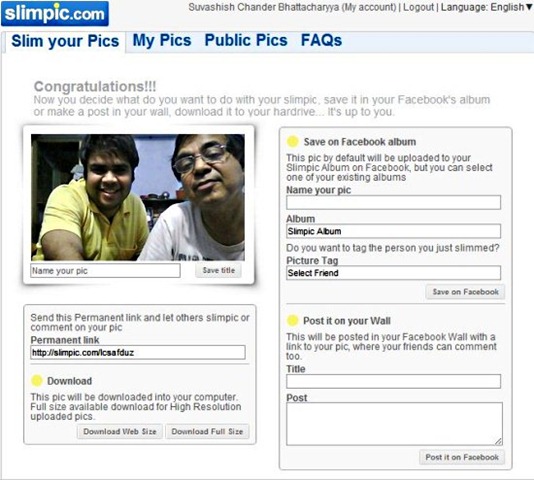 slimpic.com
Suvashish Chander Bhattacharyya (My account) | Logout | Language: English▼
Slim your Pics My Pics Public Pics FAQs
Congratulations!!!
Now you decide what do you want to do with your slimpic, save it in your Facebook's album
or make a post in your wall, download it to your hardrive... It's up to you.
Name your pic
Save title
Send this Permanent link and let others slimpic or
comment on your pic
Permanent link
http://slimpic.com/lcsafduz
Download
This pic will be downloaded into your computer.
Full size available download for High Resolution
uploaded pics.
Download Web Size Download Full Size
Save on Facebook album
This pic by default will be uploaded to your
Slimpic Album on Facebook, but you can select
one of your existing albums
Name your pic
Album
Slimpic Album
Do you want to tag the person you just slimmed?
Picture Tag
Select Friend
Save on Facebook
Post it on your Wall
This will be posted in your Facebook Wall with a
link to your pic, where your friends can comment
too.
Title
Post
Post it on Facebook